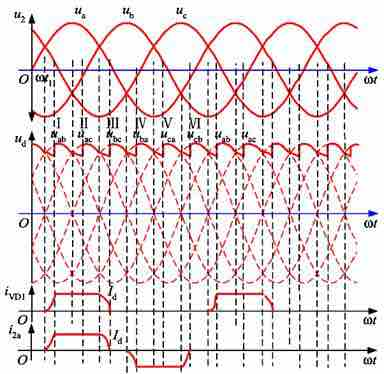 u2 ua ub uc
O ωt1 ωt
I II III IV V VI
ud uab uac ubc uba uca ucb uab uac
O ωt
iVD1 Id
O ωt
i2a Id
O ωt